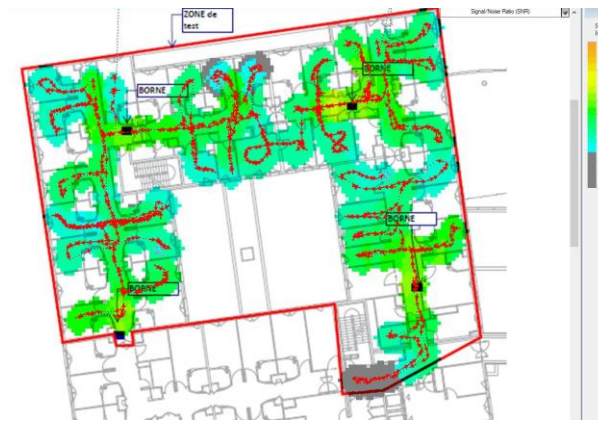 ZONE de
test
Signal/Noise Ratio (SNR)
BORNE
BORNE
BORNE
BORNE